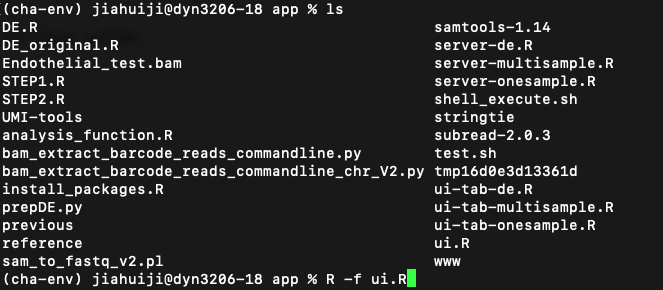 (cha-env) jiahuiji@dyn3206-18 app % ls
DE.R samtools-1.14
DE_original.R server-de.R
Endothelial_test.bam server-multisample.R
STEP1.R server-onesample.R
STEP2.R shell_execute.sh
UMI-tools stringtie
analysis_function.R subread-2.0.3
bam_extract_barcode_reads_commandline.py test.sh
bam_extract_barcode_reads_commandline_chr_V2.py tmp16d0e3d13361d
install_packages.R ui-tab-de.R
prepDE.py ui-tab-multisample.R
previous ui-tab-onesample.R
reference ui.R
sam_to_fastq_v2.pl www
(cha-env) jiahuiji@dyn3206-18 app % R -f ui.R